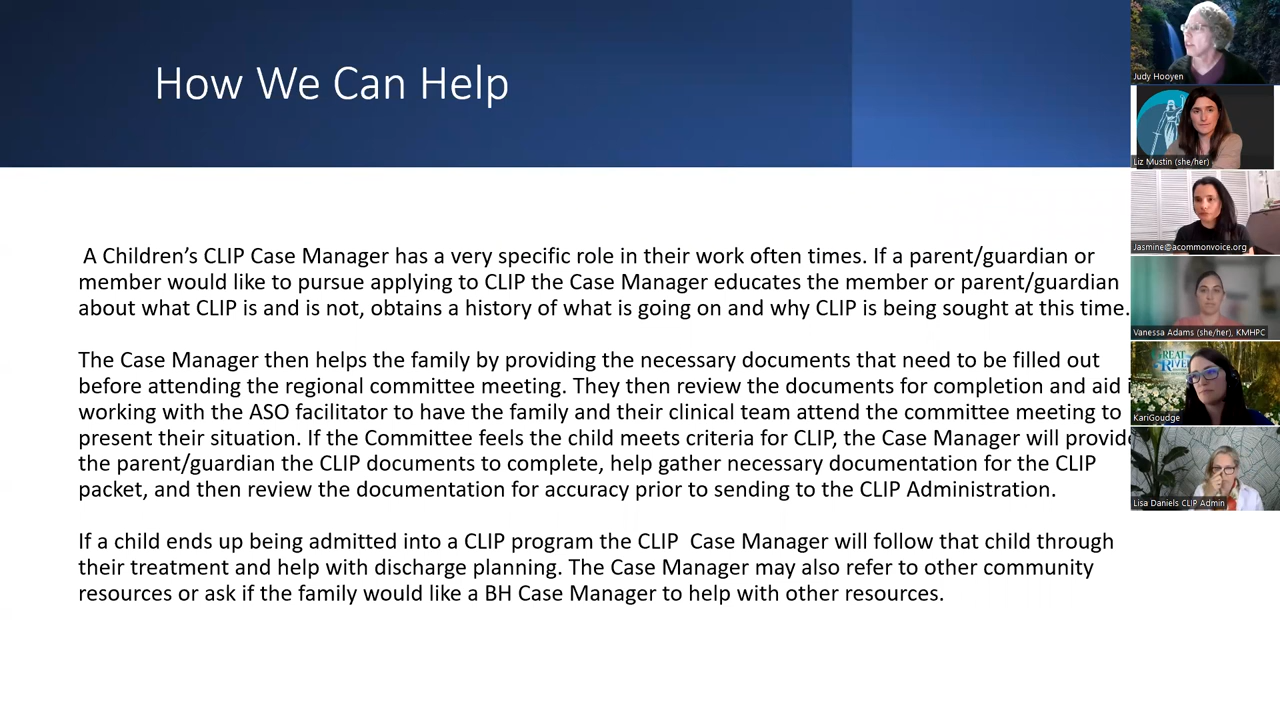 How We Can Help
A Children's CLIP Case Manager has a very specific role in their work often times. If a parent/guardian or
member would like to pursue applying to CLIP the Case Manager educates the member or parent/guardian
about what CLIP is and is not, obtains a history of what is going on and why CLIP is being sought at this time.
The Case Manager then helps the family by providing the necessary documents that need to be filled out
before attending the regional committee meeting. They then review the documents for completion and aid
working with the ASO facilitator to have the family and their clinical team attend the committee meeting to
present their situation. If the Committee feels the child meets criteria for CLIP, the Case Manager will provide
the parent/guardian the CLIP documents to complete, help gather necessary documentation for the CLIP
packet, and then review the documentation for accuracy prior to sending to the CLIP Administration.
If a child ends up being admitted into a CLIP program the CLIP  Case Manager will follow that child through
their treatment and help with discharge planning. The Case Manager may also refer to other community
resources or ask if the family would like a BH Case Manager to help with other resources.
Judy Hooyen
Liz Mustin (she/her)
Jasmine@acommonvoice.org
Vanessa Adams (she/her), KMHPC
GREAT
RIVER
KariGoudge
Lisa Daniels CLIP Admin